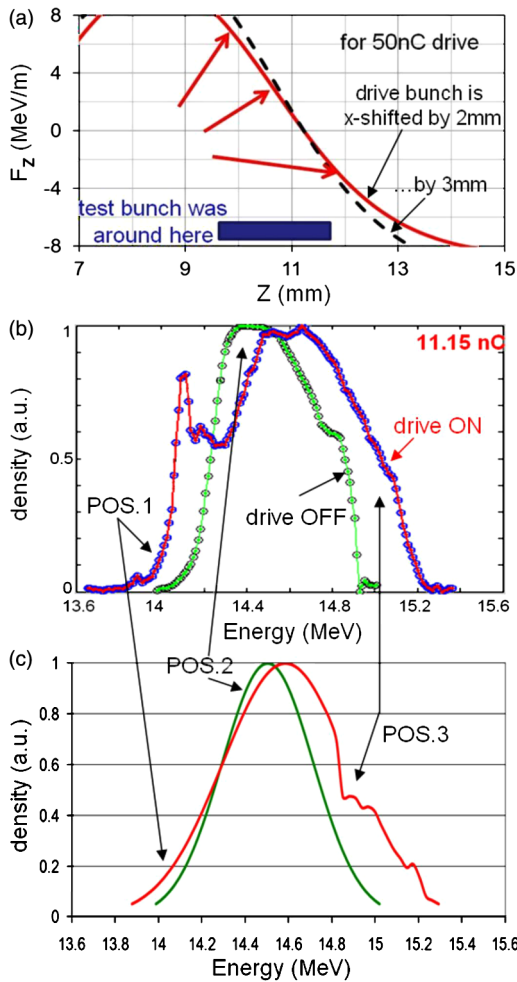 (a)
8
4
0
-4
-8
F_Z (MeV/m)
for 50nC drive
drive bunch is
x-shifted by 2mm
...by 3mm
test bunch was
around here
7
9
11
13
15
Z (mm)
(b)
1
0.5
0
density (a.u.)
11.15 nC
drive ON
drive OFF
POS.1
13.6
14.0
14.4
14.8
15.2
15.6
Energy (MeV)
POS.2
(c)
1
0.8
0.6
0.4
0.2
0
density (a.u.)
POS.1
POS.3
13.6
13.8
14
14.2
14.4
14.6
14.8
15
15.2
15.4
15.6
Energy (MeV)